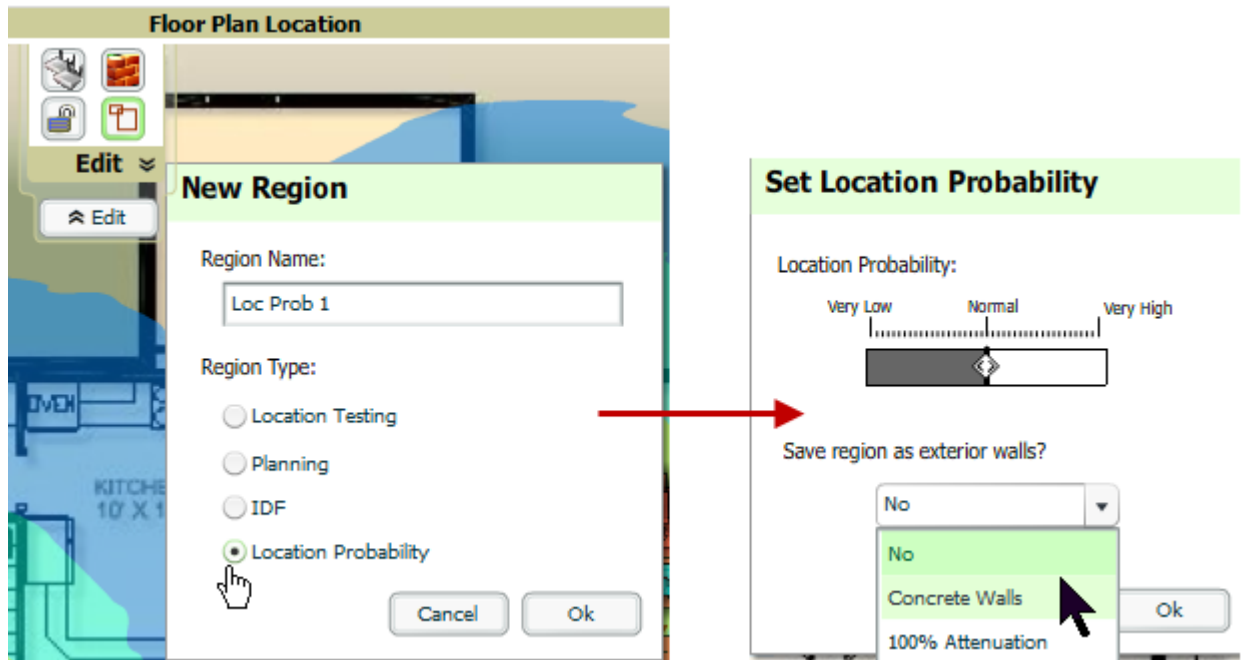 Floor Plan Location
Edit
Edit
New Region
Region Name:
Loc Prob 1
Region Type:
Location Testing
Planning
IDF
Location Probability
Cancel Ok
OVEN
KITCHE
10' X 1
Set Location Probability
Location Probability:
Very Low Normal Very High
Save region as exterior walls?
No
No
Concrete Walls
100% Attenuation
Ok